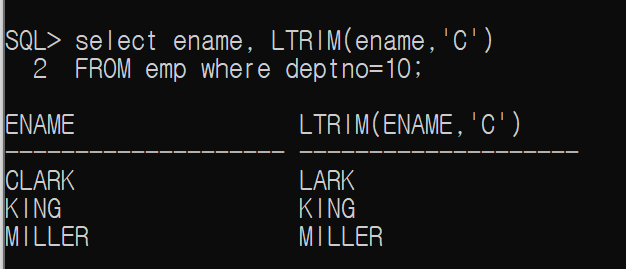 SQL> select ename, LTRIM(ename,'C')
2 FROM emp where deptno=10;
ENAME LTRIM(ENAME,'C')
-------------------- --------------------
CLARK LARK
KING KING
MILLER MILLER